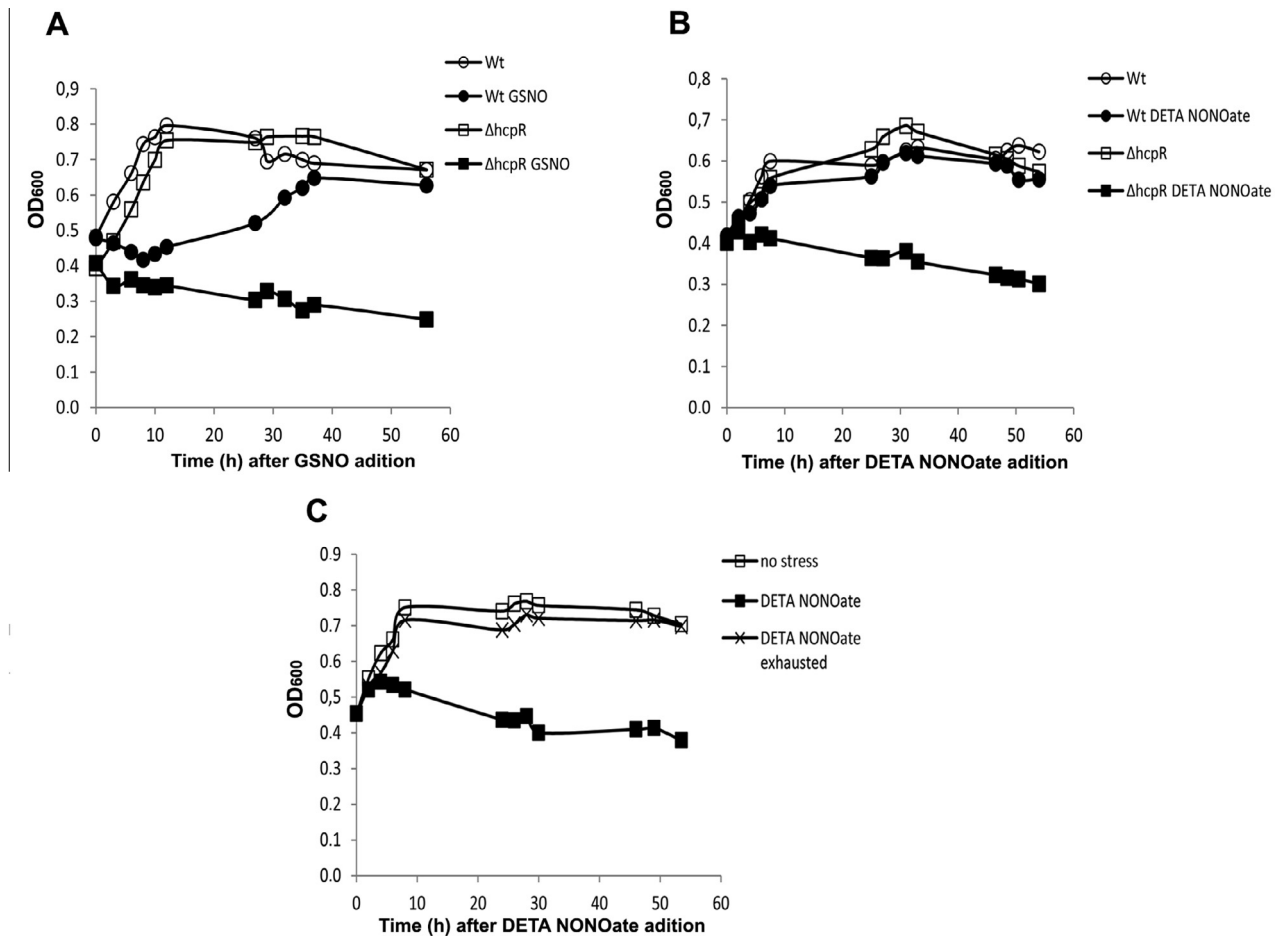 A
Wt
Wt GSNO
ΔhcpR
ΔhcpR GSNO
0,9
0.8
0.7
0.6
0.5
0.4
0.3
0.2
0.1
0.0
OD600
0 10 20 30 40 50 60
Time (h) after GSNO adition
B
Wt
Wt DETA NONOate
ΔhcpR
ΔhcpR DETA NONOate
0,8
0,7
0.6
0.5
0.4
0.3
0.2
0.1
0.0
OD600
0 10 20 30 40 50 60
Time (h) after DETA NONOate adition
C
no stress
DETA NONOate
DETA NONOate
exhausted
0.9
0.8
0.7
0.6
0.5
0.4
0.3
0.2
0.1
0.0
OD600
0 10 20 30 40 50 60
Time (h) after DETA NONOate adition